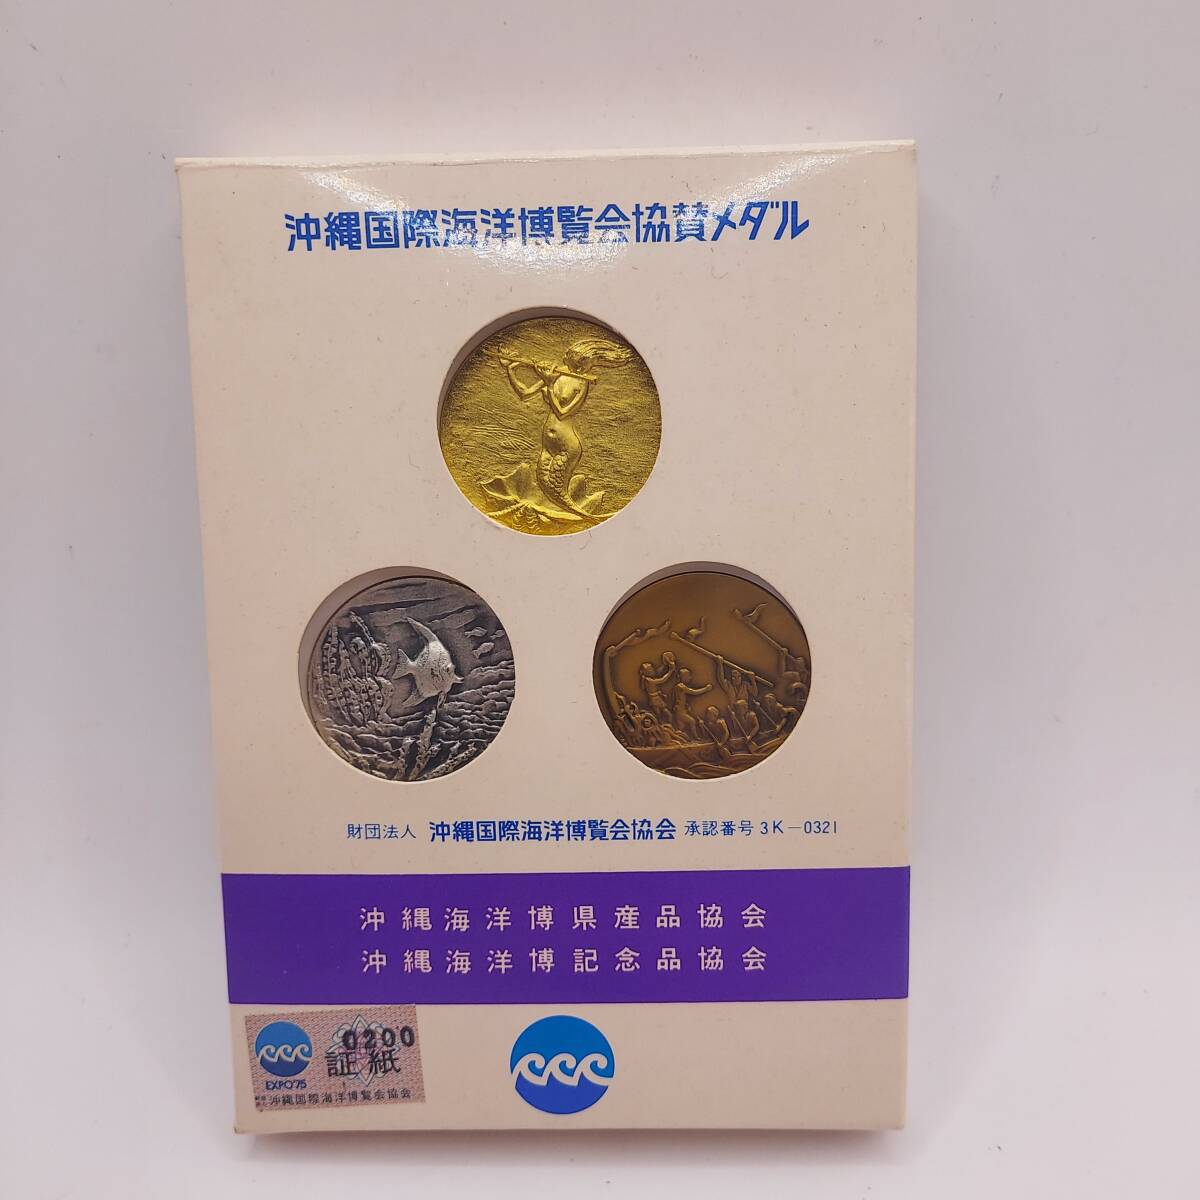 沖縄国際海洋博覧会協賛メダル
財団法人 沖縄国際海洋博覧会協会 承認番号 3K-0321
沖縄海洋博県産品協会
沖縄海洋博記念品協会
0200
証紙
EXPO'75
沖縄国際海洋博覧会協会